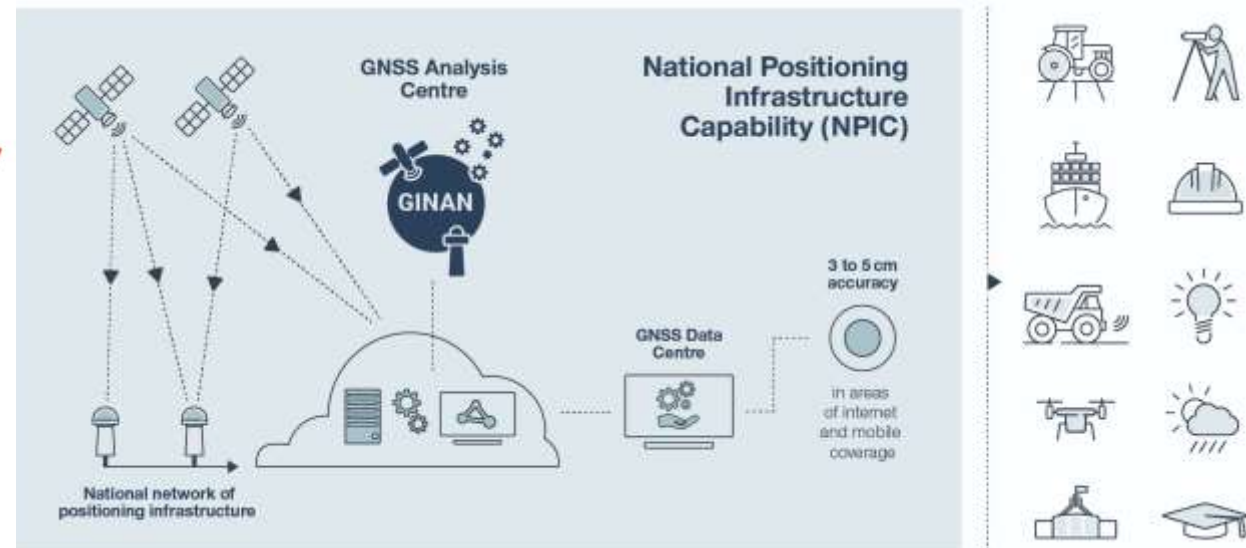 GNSS Analysis
Centre
National Positioning
Infrastructure
Capability (NPIC)
GINAN
3 to 5 cm
accuracy
GNSS Data
Centre
in areas
of internet
and mobile
coverage
National network of
positioning infrastructure